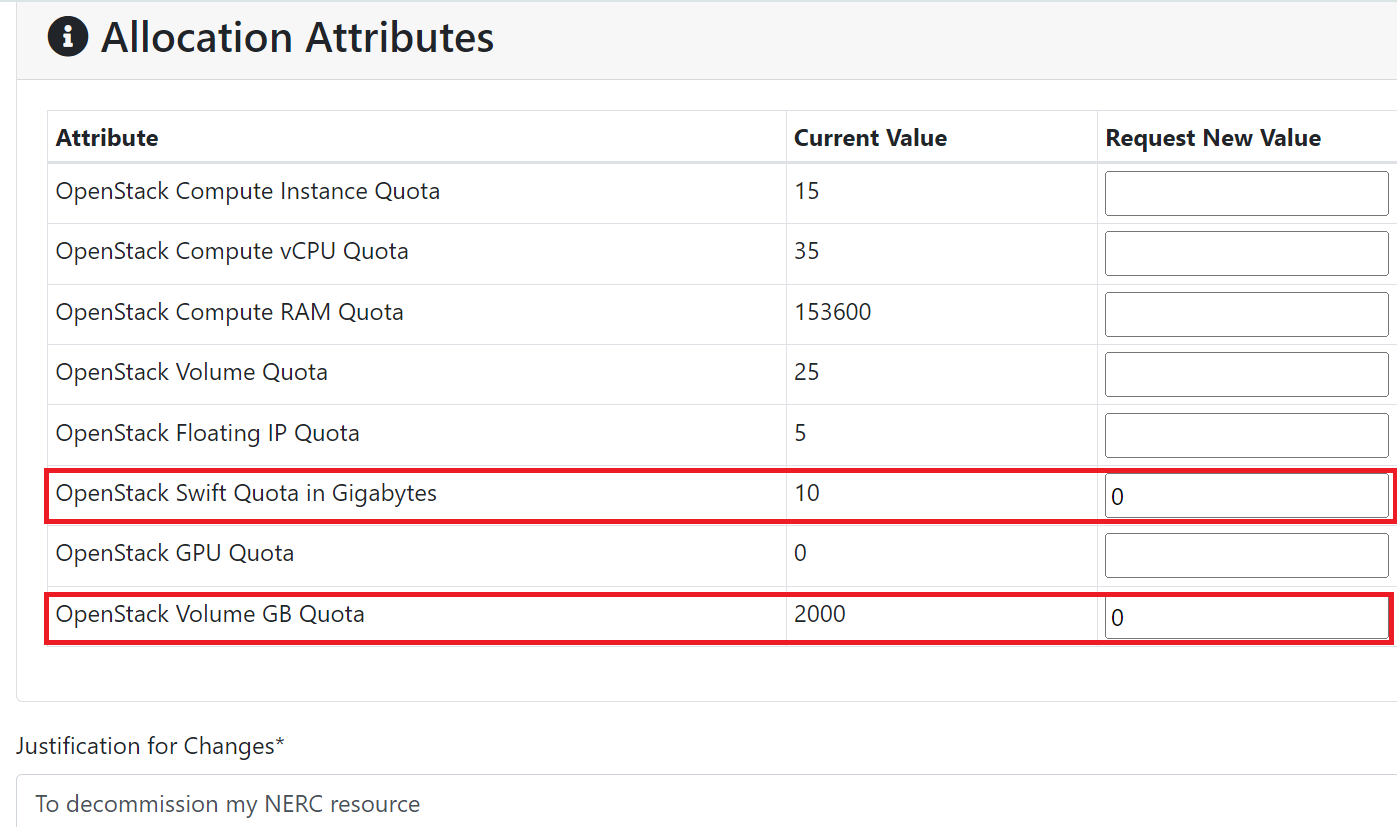 Allocation Attributes
Attribute Current Value Request New Value
OpenStack Compute Instance Quota 15
OpenStack Compute vCPU Quota 35
OpenStack Compute RAM Quota 153600
OpenStack Volume Quota 25
OpenStack Floating IP Quota 5
OpenStack Swift Quota in Gigabytes 10 0
OpenStack GPU Quota 0
OpenStack Volume GB Quota 2000 0
Justification for Changes*
To decommission my NERC resource